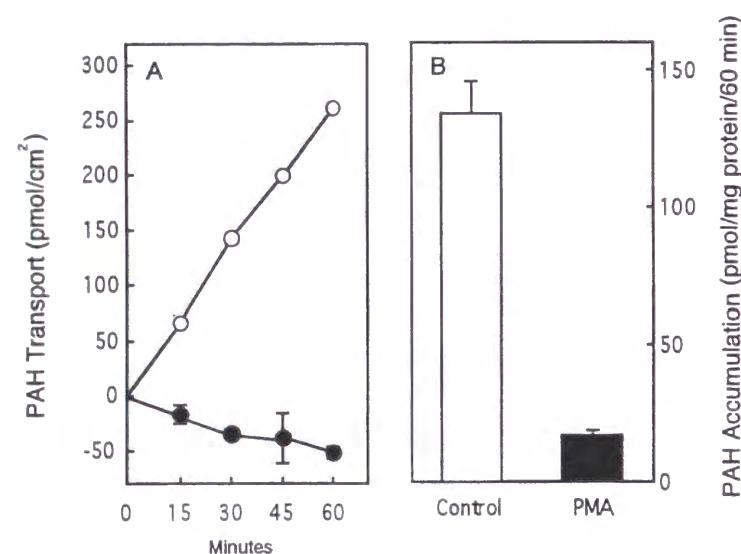 A
B
PAH Transport (pmol/cm²)
300
250
200
150
100
50
0
-50
0 15 30 45 60
Minutes
150
100
50
0
PAH Accumulation (pmol/mg protein/60 min)
Control PMA